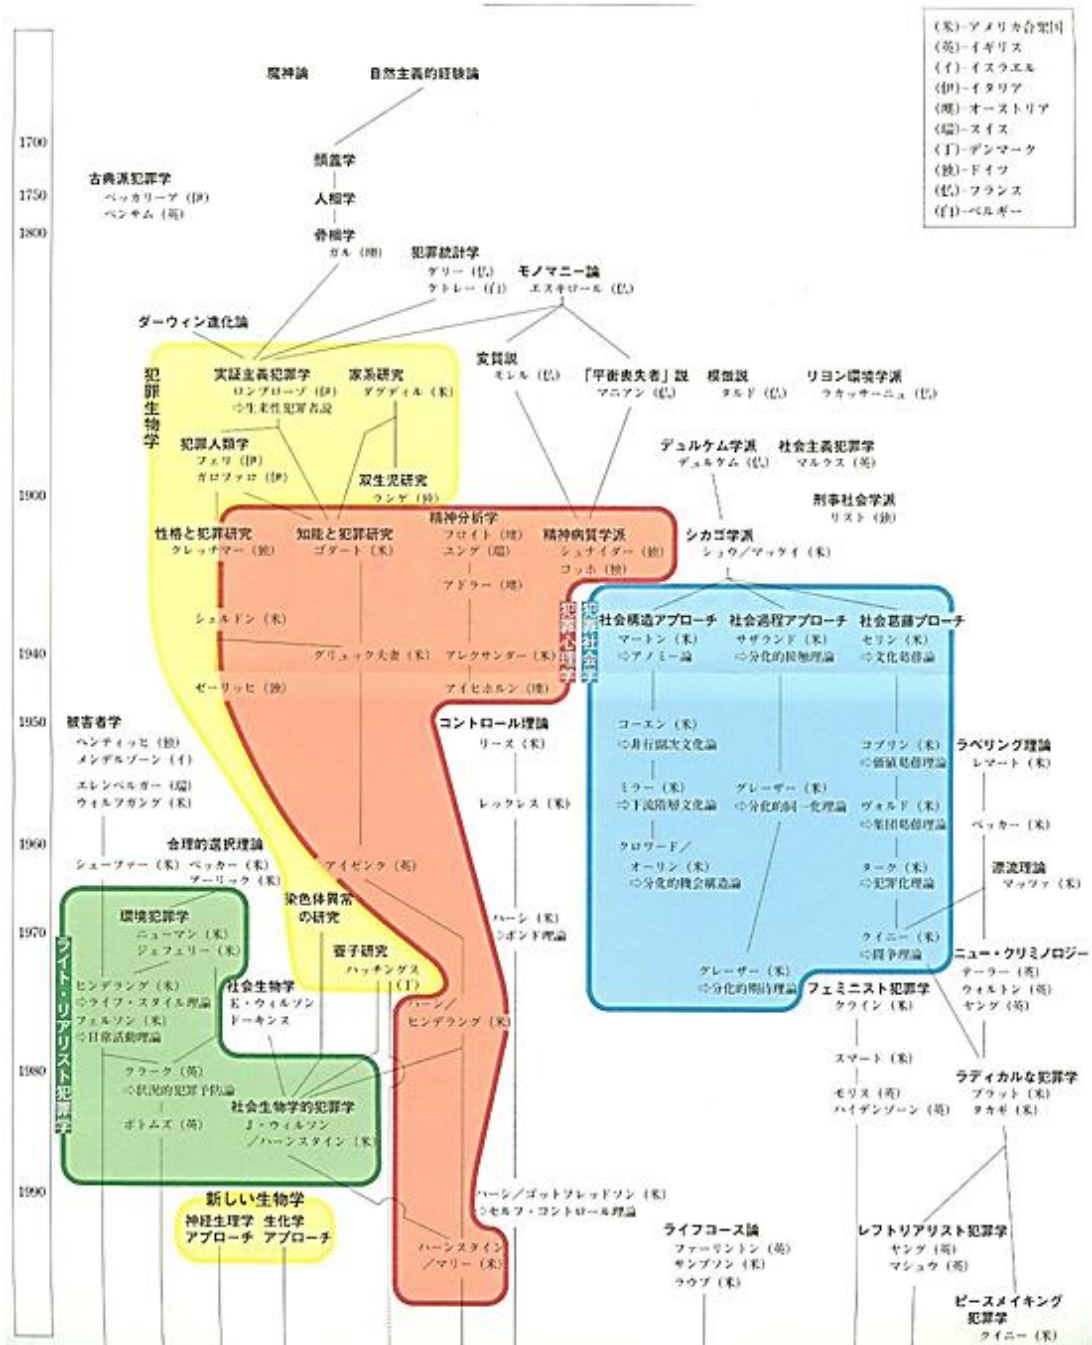 (米)-アメリカ合衆国
(英)-イギリス
(イ)-イスラエル
(伊)-イタリア
(墺)-オーストリア
(瑞)-スイス
(丁)-デンマーク
(独)-ドイツ
(仏)-フランス
(白)-ベルギー
魔神論
自然主義的経験論
1700
頭蓋学
古典派犯罪学
ベッカリーア (伊)
ベンサム (英)
1750
人相学
1800
骨相学
ガル (墺)
犯罪統計学
ゲリー (仏)
ケトレー (白)
モノマニー論
エスキロール (仏)
ダーウィン進化論
犯罪生物学
実証主義犯罪学
ロンブローゾ (伊)
⇨生来性犯罪者説
家系研究
ダグディル (米)
変質説
モレル (仏)
「平衡喪失者」説
マニアン (仏)
模倣説
タルド (仏)
リヨン環境学派
ラカッサーニュ (仏)
犯罪人類学
フェリ (伊)
ガロファロ (伊)
双生児研究
ランゲ (独)
デュルケム学派
デュルケム (仏)
社会主義犯罪学
マルクス (英)
1900
刑事社会学派
リスト (独)
性格と犯罪研究
クレッチマー (独)
知能と犯罪研究
ゴダート (米)
精神分析学
フロイト (墺)
ユング (瑞)
アドラー (墺)
精神病質学派
シュナイダー (独)
コッホ (独)
シカゴ学派
ショウ/マッケイ (米)
シェルドン (米)
グリュック夫妻 (米)
アレクサンダー (米)
犯罪心理学
犯罪社会学
社会構造アプローチ
マートン (米)
⇨アノミー論
社会過程アプローチ
サザランド (米)
⇨分化的接触理論
社会葛藤プローチ
セリン (米)
⇨文化葛藤論
1940
ゼーリッヒ (独)
アイヒホルン (墺)
1950
被害者学
ヘンティッヒ (独)
メンデルゾーン (イ)
エレンベルガー (瑞)
ウォルフガング (米)
コントロール理論
リース (米)
レックレス (米)
コーエン (米)
⇨非行副次文化論
ミラー (米)
⇨下流階層文化論
クロワード/
オーリン (米)
⇨分化的機会構造論
グレーザー (米)
⇨分化的同一化理論
コブリン (米)
⇨価値葛藤理論
ヴォルド (米)
⇨集団葛藤理論
ターク (米)
⇨犯罪化理論
ラベリング理論
レマート (米)
ベッカー (米)
1960
シェーファー (米)
合理的選択理論
ベッカー (米)
アーリック (米)
アイゼンク (英)
漂流理論
マッツァ (米)
染色体異常
の研究
環境犯罪学
ニューマン (米)
ジェフェリー (米)
1970
ハーシ (米)
⇨ボンド理論
クイニー (米)
⇨闘争理論
グレーザー (米)
⇨分化的期待理論
ニュー・クリミノロジー
テーラー (英)
ウォルトン (英)
ヤング (英)
養子研究
ハッチングス
(丁)
ライト・リアリスト犯罪学
ヒンデラング (米)
⇨ライフ・スタイル理論
フェルソン (米)
⇨日常活動理論
社会生物学
E・ウィルソン
ドーキンス
ハーシ/
ヒンデラング (米)
フェミニスト犯罪学
クライン (米)
スマート (米)
モリス (英)
ハイデンソーン (英)
1980
クラーク (英)
⇨状況的犯罪予防論
ボトムズ (英)
社会生物学的犯罪学
J・ウィルソン
/ハーンスタイン (米)
ラディカルな犯罪学
プラット (米)
タカギ (米)
1990
新しい生物学
神経生理学
アプローチ
生化学
アプローチ
ハーシ/ゴットフレッドソン (米)
⇨セルフ・コントロール理論
ハーンスタイン
/マリー (米)
ライフコース論
ファーリントン (英)
サンプソン (米)
ラウブ (米)
レフトリアリスト犯罪学
ヤング (英)
マシュウ (英)
ピースメイキング
犯罪学
クイニー (米)